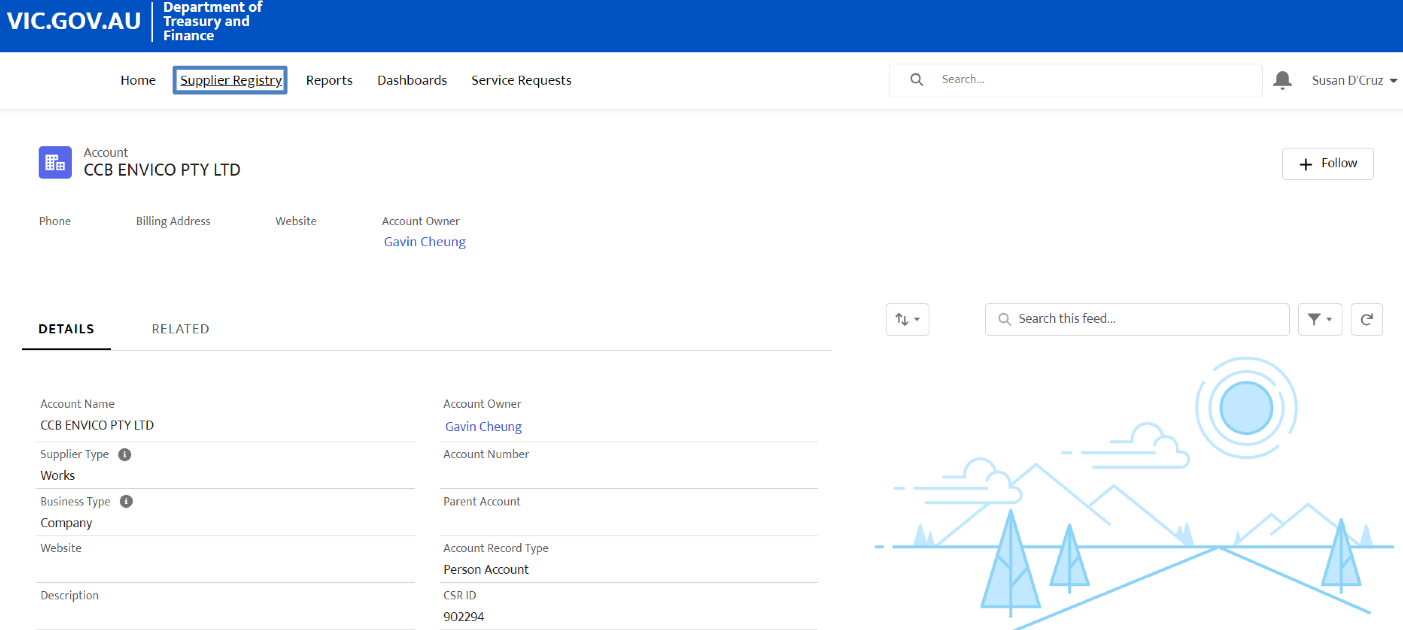 VIC.GOV.AU
Department of
Treasury and
Finance
Home Supplier Registry Reports Dashboards Service Requests Search... Susan D'Cruz
Account
CCB ENVICO PTY LTD
Follow
Phone Billing Address Website Account Owner
Gavin Cheung
DETAILS RELATED
Search this feed...
Account Name Account Owner
CCB ENVICO PTY LTD Gavin Cheung
Supplier Type Account Number
Works
Business Type Parent Account
Company
Website Account Record Type
Person Account
Description CSR ID
902294